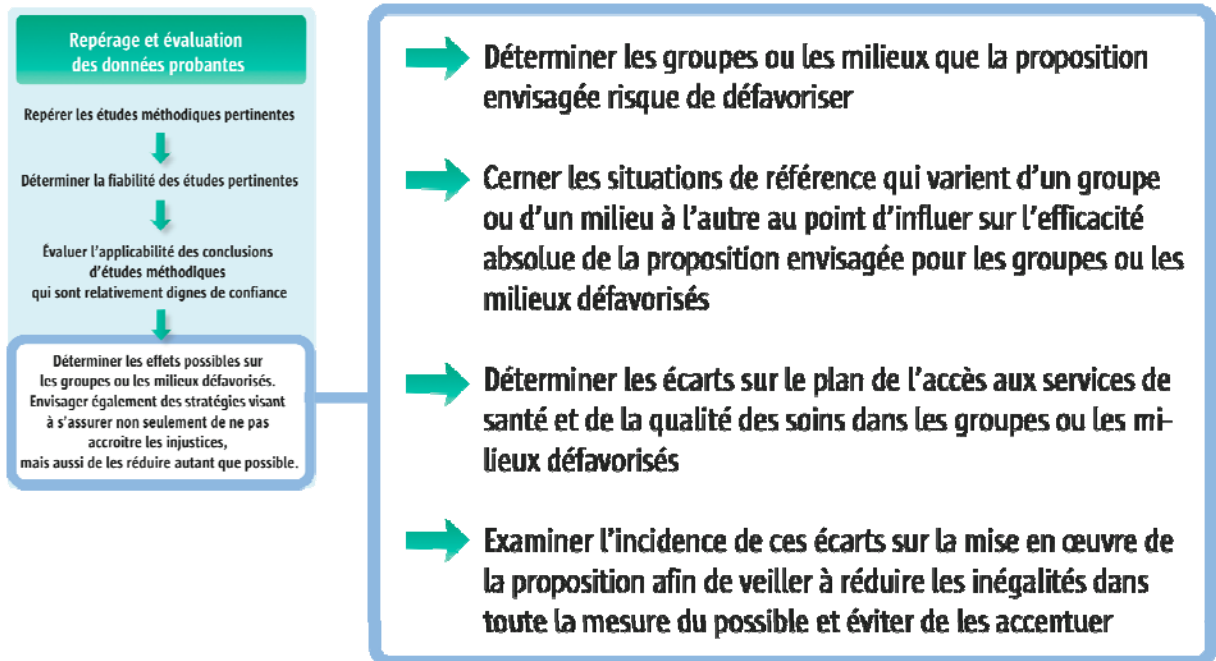 Repérage et évaluation
des données probantes
Repérer les études méthodiques pertinentes
Déterminer la fiabilité des études pertinentes
Évaluer l'applicabilité des conclusions
d'études méthodiques
qui sont relativement dignes de confiance
Déterminer les effets possibles sur
les groupes ou les milieux défavorisés.
Envisager également des stratégies visant
à s'assurer non seulement de ne pas
accroitre les injustices,
mais aussi de les réduire autant que possible.
Déterminer les groupes ou les milieux que la proposition
envisagée risque de défavoriser
Cerner les situations de référence qui varient d'un groupe
ou d'un milieu à l'autre au point d'influer sur l'efficacité
absolue de la proposition envisagée pour les groupes ou les
milieux défavorisés
Déterminer les écarts sur le plan de l'accès aux services de
santé et de la qualité des soins dans les groupes ou les mi-
lieux défavorisés
Examiner l'incidence de ces écarts sur la mise en œuvre de
la proposition afin de veiller à réduire les inégalités dans
toute la mesure du possible et éviter de les accentuer